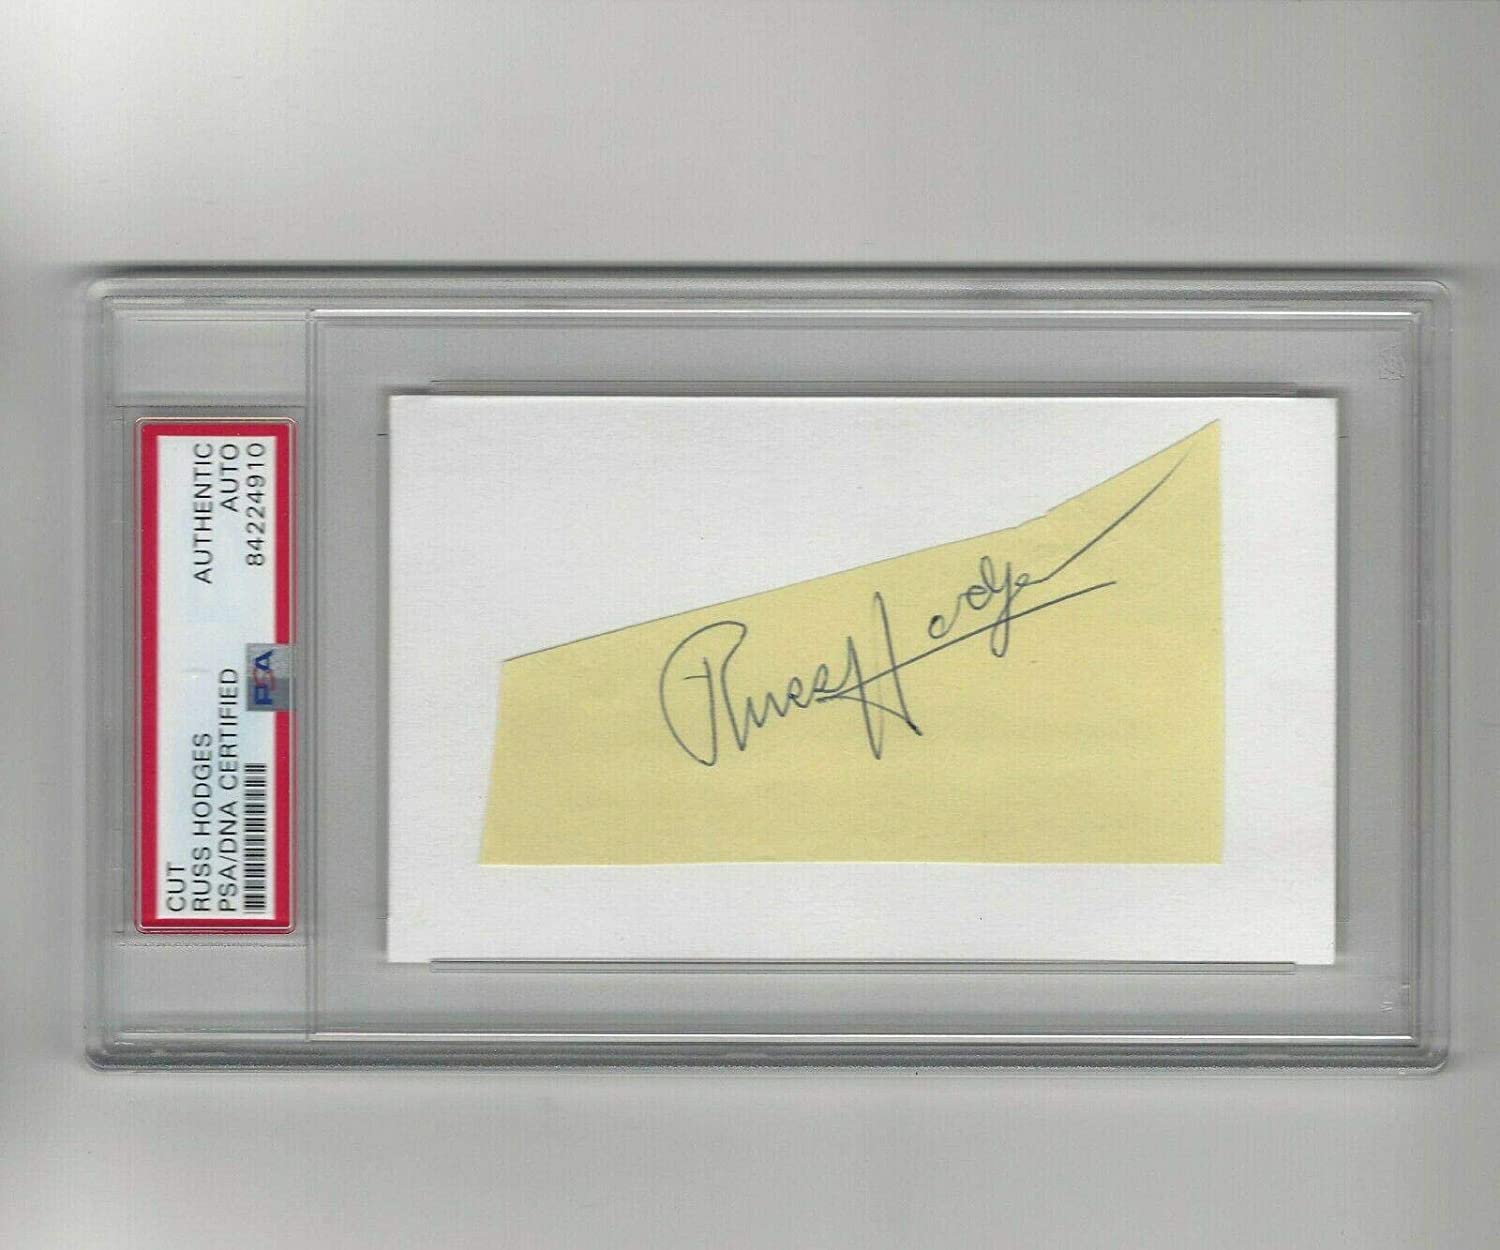 CUT
RUSS HODGES
PSA/DNA CERTIFIED
AUTHENTIC
AUTO
84224910
PSA
Russ Hodges